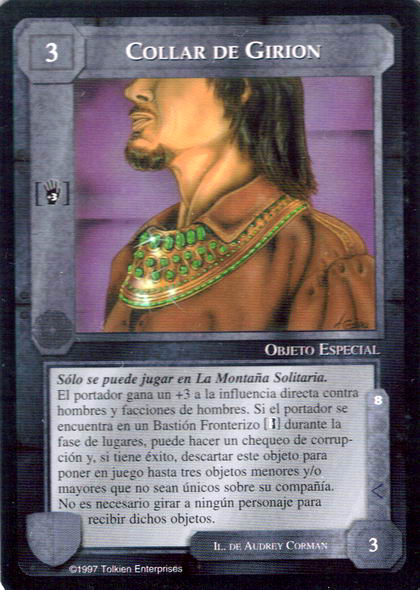 3
COLLAR DE GIRION
-3
OBJETO ESPECIAL
Sólo se puede jugar en La Montaña Solitaria.
El portador gana un +3 a la influencia directa contra
hombres y facciones de hombres. Si el portador se
encuentra en un Bastión Fronterizo [ ] durante la
fase de lugares, puede hacer un chequeo de corrup-
ción y, si tiene éxito, descartar este objeto para
poner en juego hasta tres objetos menores y/o
mayores que no sean únicos sobre su compañía.
No es necesario girar a ningún personaje para
recibir dichos objetos.
8
IL. DE AUDREY CORMAN
3
©1997 Tolkien Enterprises